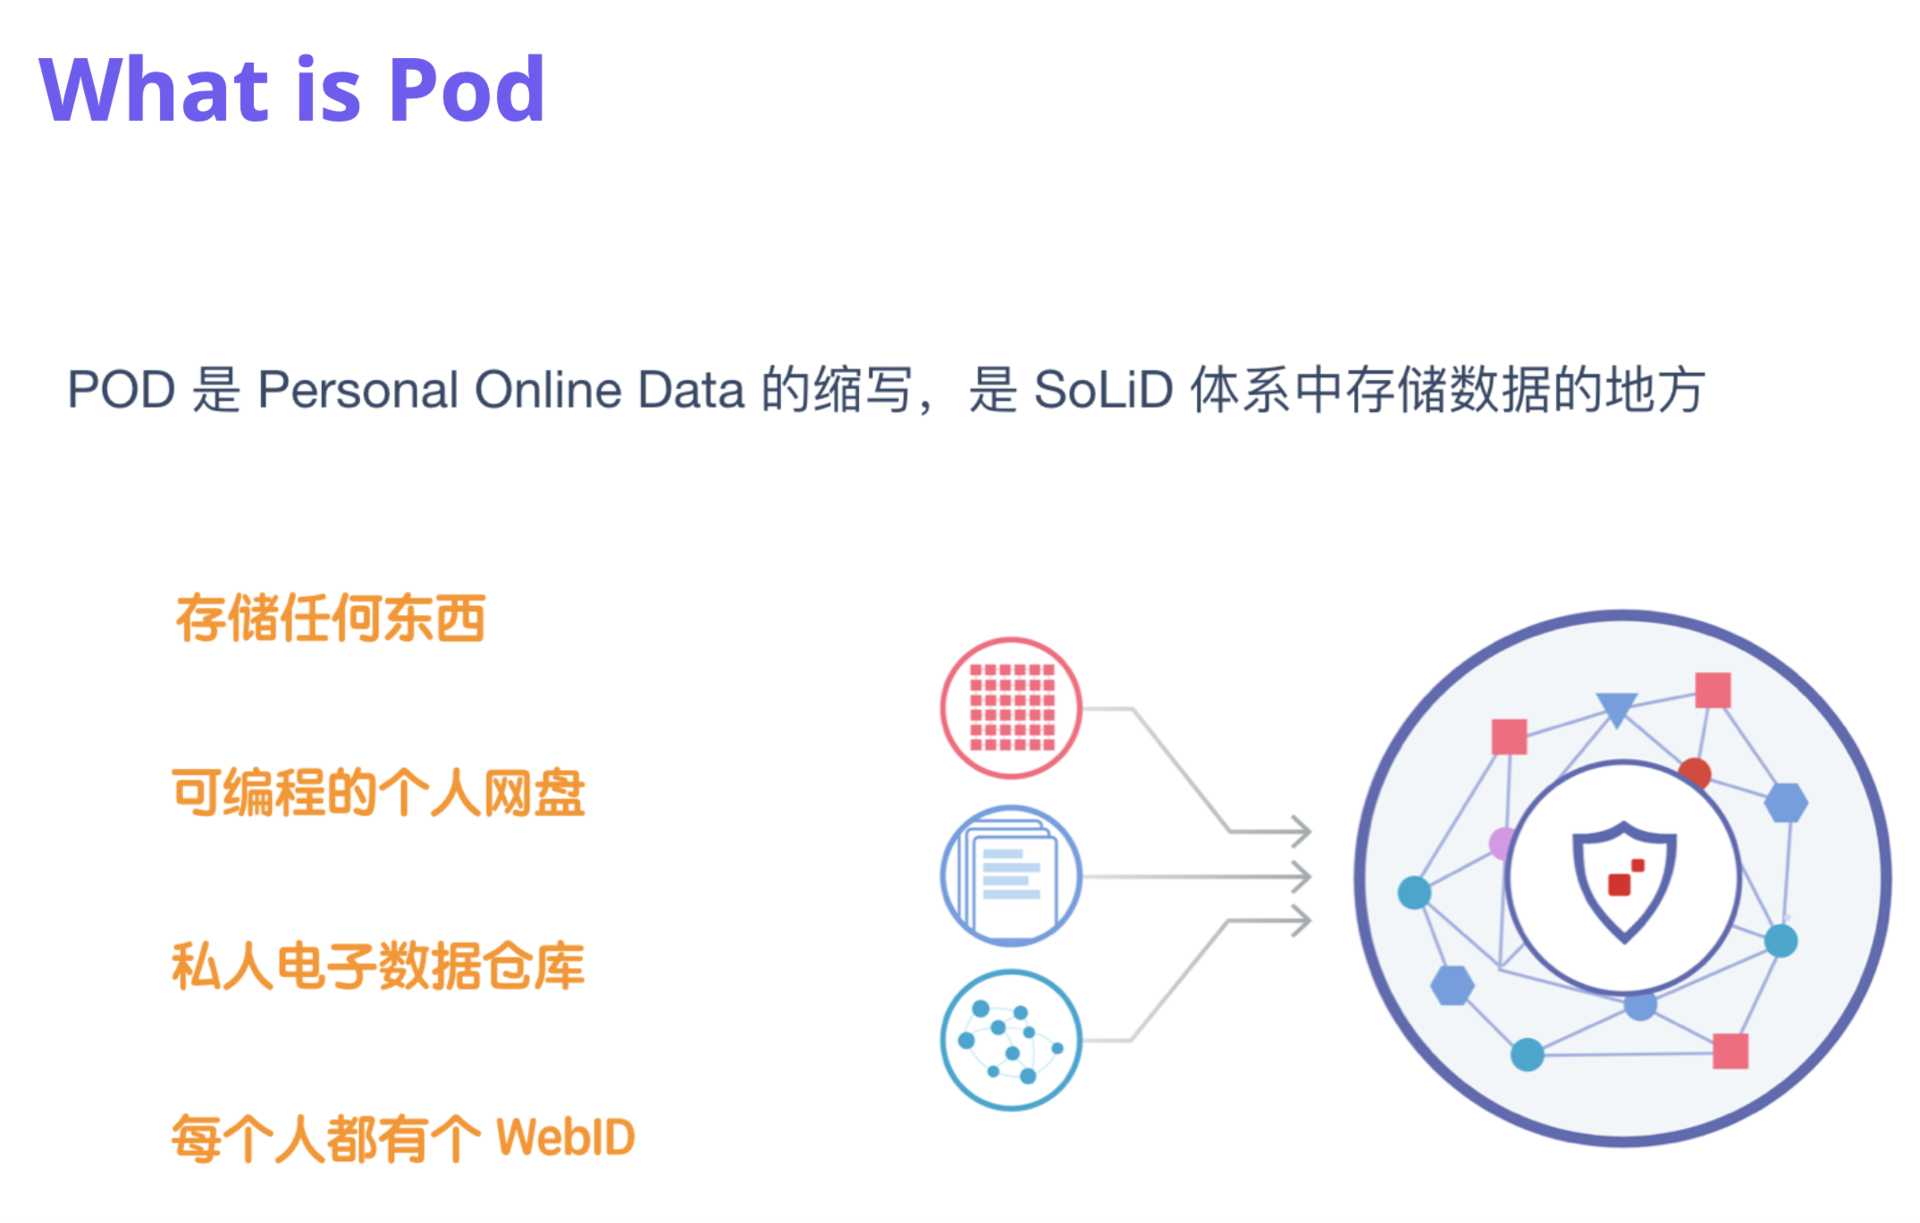 What is Pod
POD 是 Personal Online Data 的缩写，是 SoLiD 体系中存储数据的地方
存储任何东西
可编程的个人网盘
私人电子数据仓库
每个人都有个 WebID